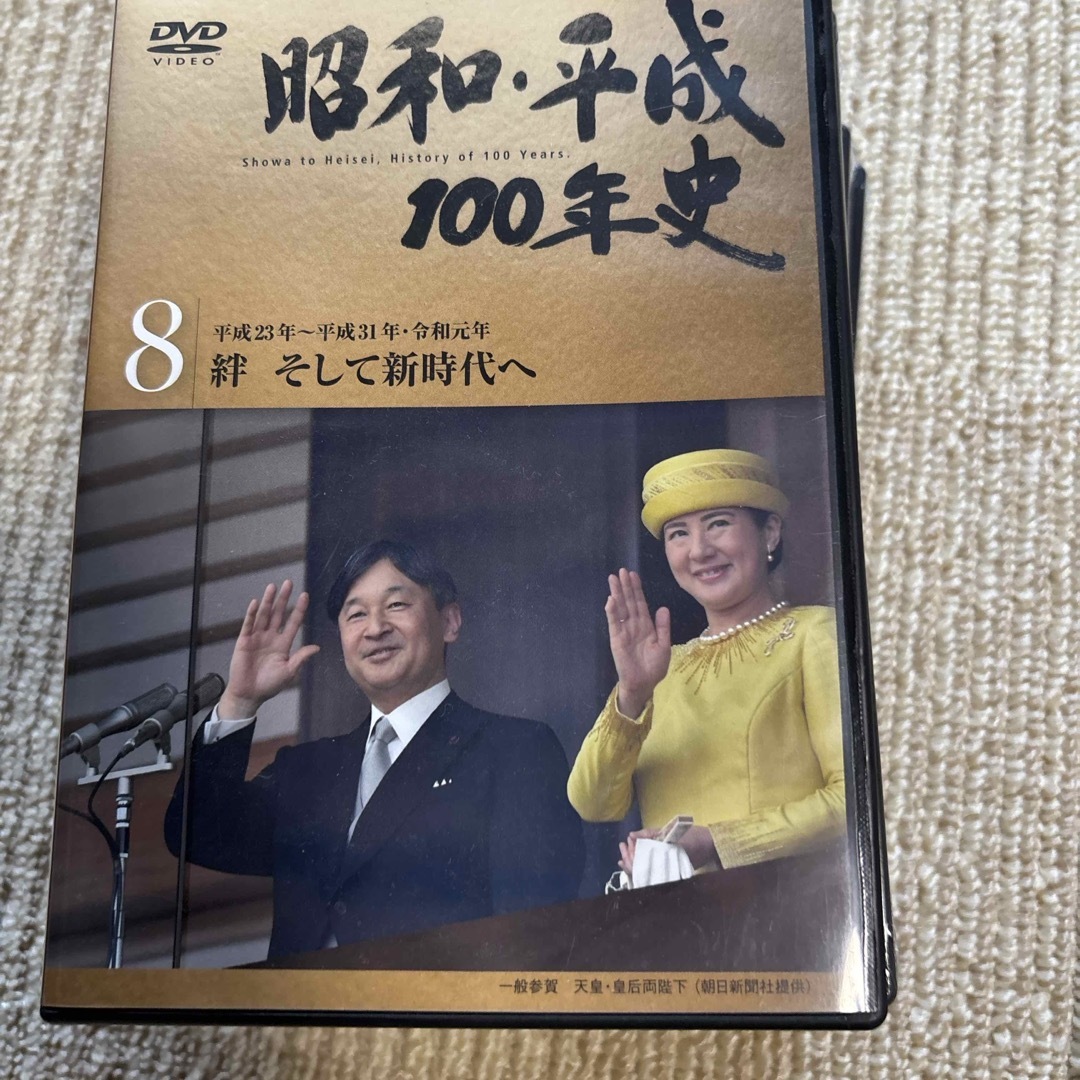 DVD
VIDEO
昭和・平成
Showa to Heisei, History of 100 Years.
100年史
8
平成23年～平成31年・令和元年
絆 そして新時代へ
一般参賀 天皇・皇后両陛下（朝日新聞社提供）